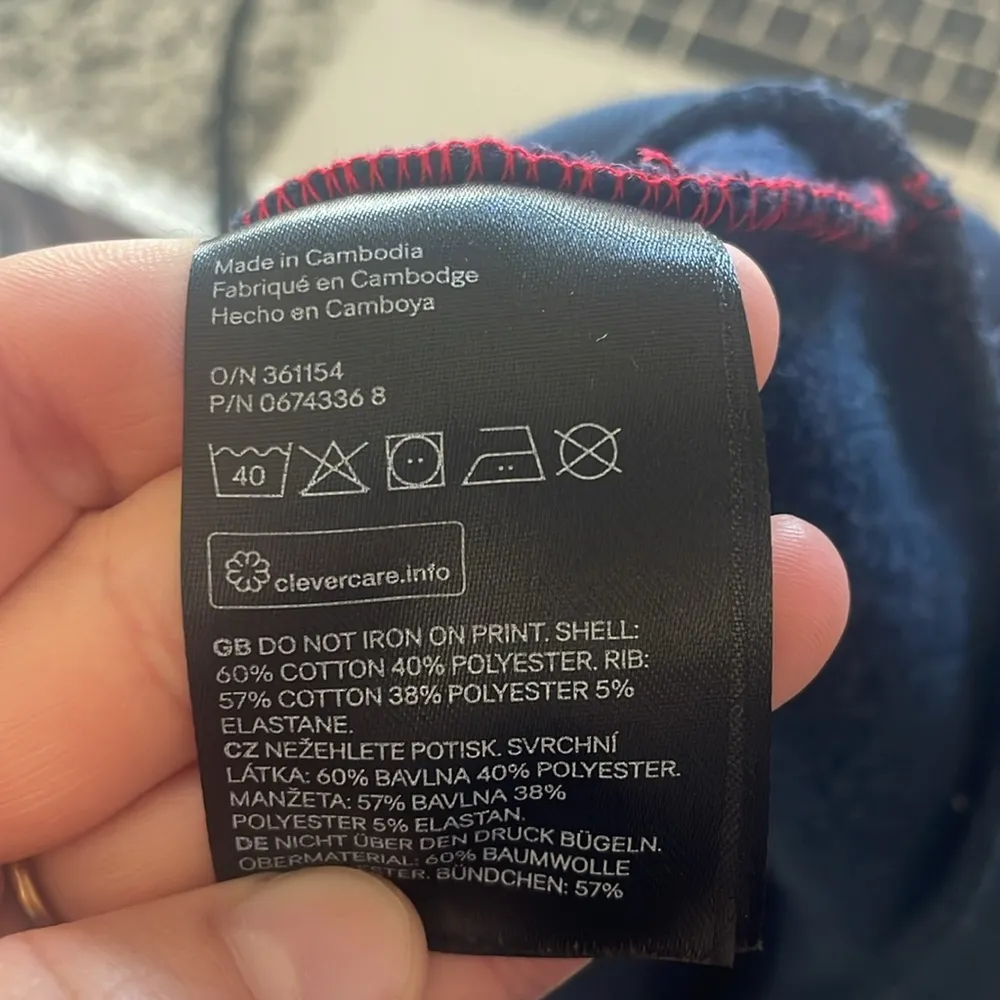 Made in Cambodia
Fabriqué en Cambodge
Hecho en Camboya
O/N 361154
P/N 0674336 8
40
clevercare.info
GB DO NOT IRON ON PRINT. SHELL:
60% COTTON 40% POLYESTER. RIB:
57% COTTON 38% POLYESTER 5%
ELASTANE.
CZ NEŽEHLETE POTISK. SVRCHNÍ
LÁTKA: 60% BAVLNA 40% POLYESTER.
MANŽETA: 57% BAVLNA 38%
POLYESTER 5% ELASTAN.
DE NICHT ÜBER DEN DRUCK BÜGELN.
OBERMATERIAL: 60% BAUMWOLLE
BÜNDCHEN: 57%